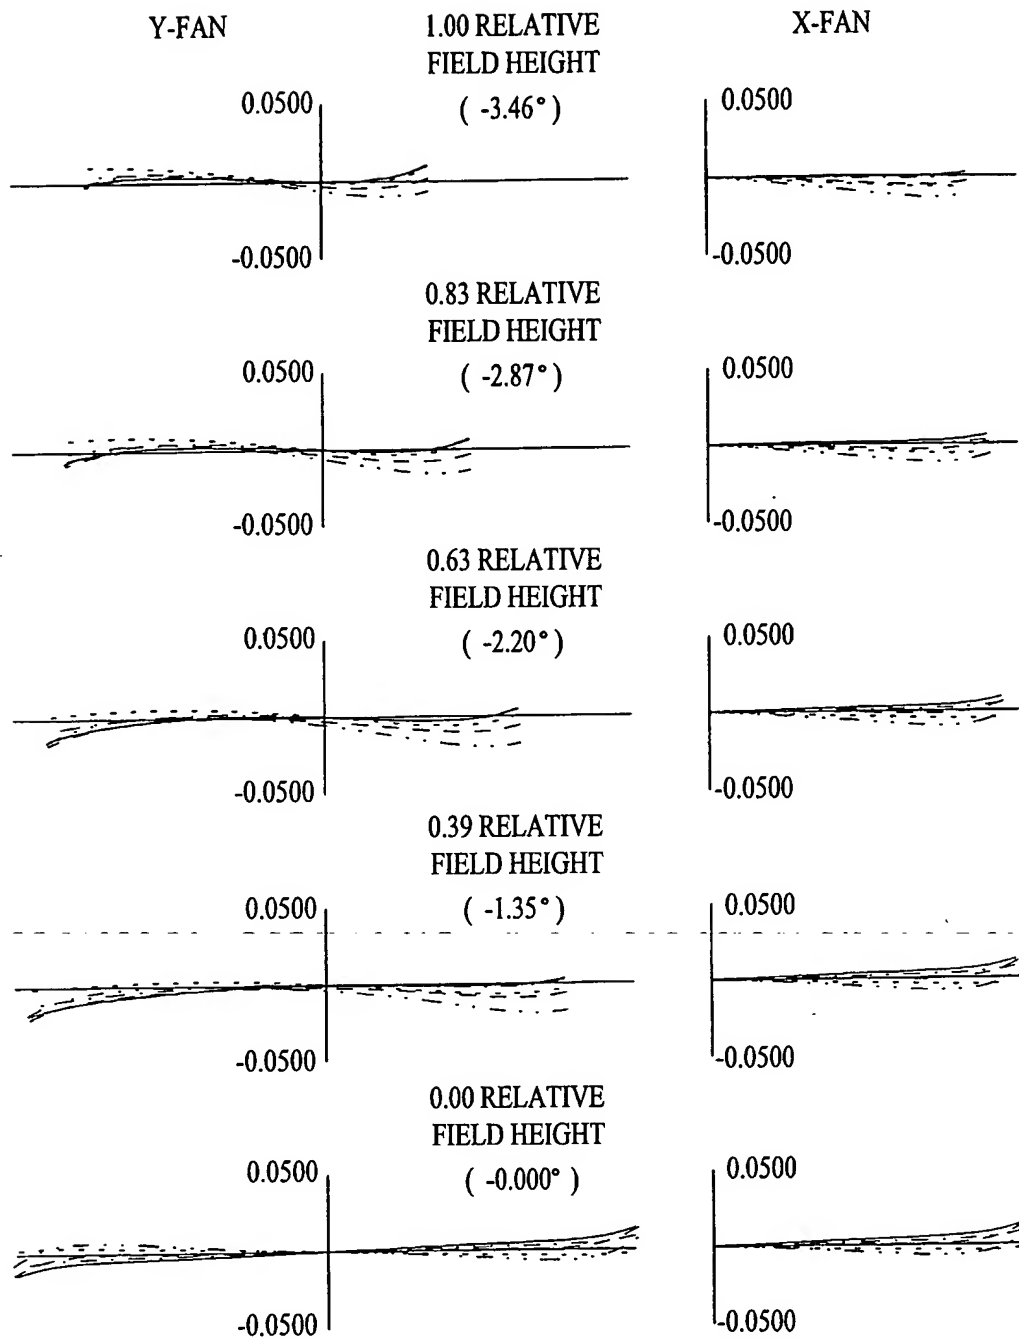 Y-FAN
1.00 RELATIVE
FIELD HEIGHT
( -3.46° )
X-FAN
0.0500
-0.0500
0.0500
-0.0500
0.83 RELATIVE
FIELD HEIGHT
( -2.87° )
0.0500
-0.0500
0.0500
-0.0500
0.63 RELATIVE
FIELD HEIGHT
( -2.20° )
0.0500
-0.0500
0.0500
-0.0500
0.39 RELATIVE
FIELD HEIGHT
( -1.35° )
0.0500
-0.0500
0.0500
-0.0500
0.00 RELATIVE
FIELD HEIGHT
( -0.000° )
0.0500
-0.0500
0.0500
-0.0500